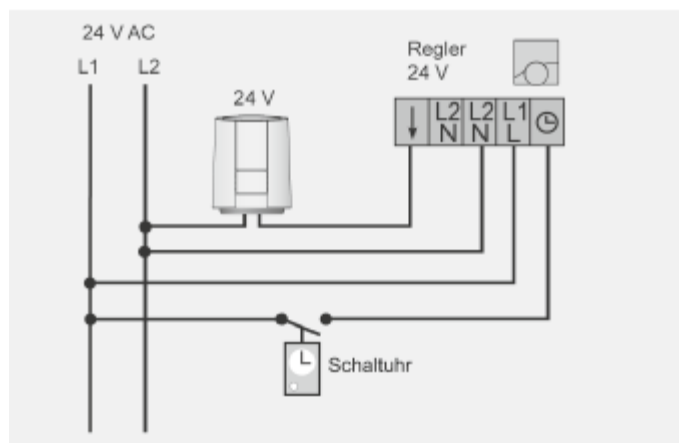 24 V AC
L1 L2
24 V
Regler
24 V
L2 L2 L1
N N L
Schaltuhr